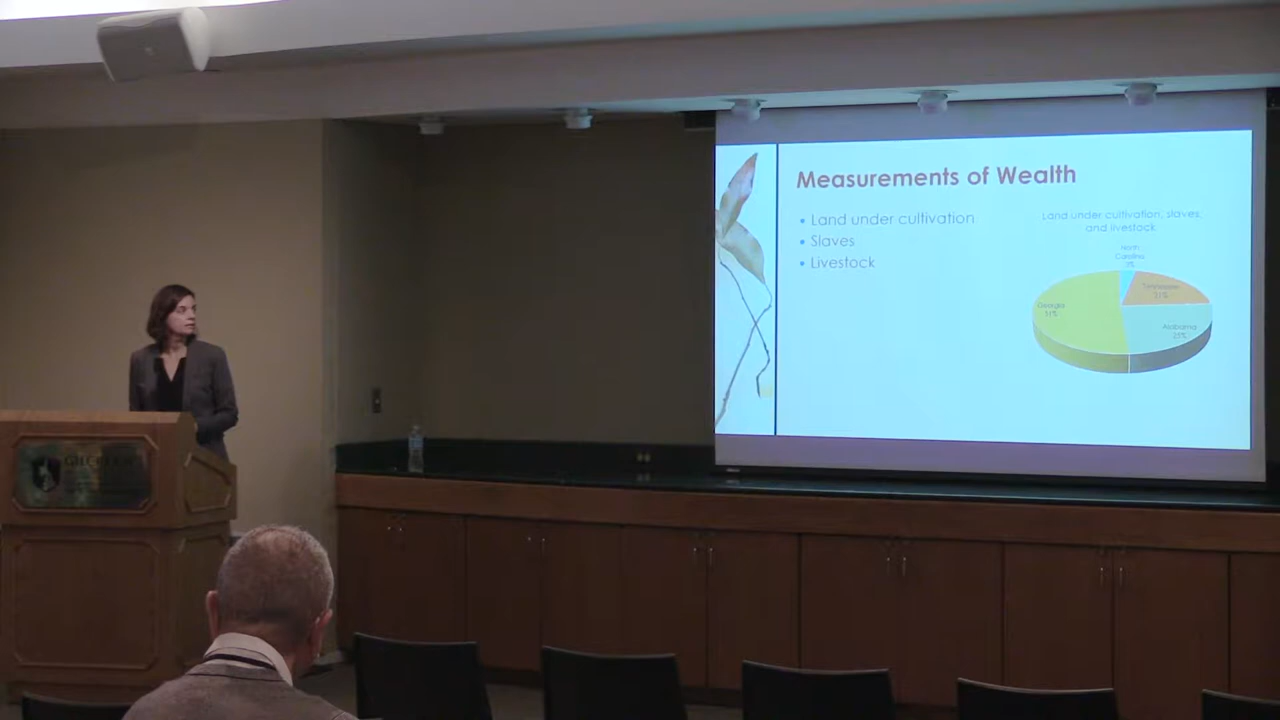 Measurements of Wealth
• Land under cultivation
• Slaves
• Livestock
Land under cultivation, slaves,
and livestock
North
Carolina
Tennessee
Georgia
Alabama
GILCREASE